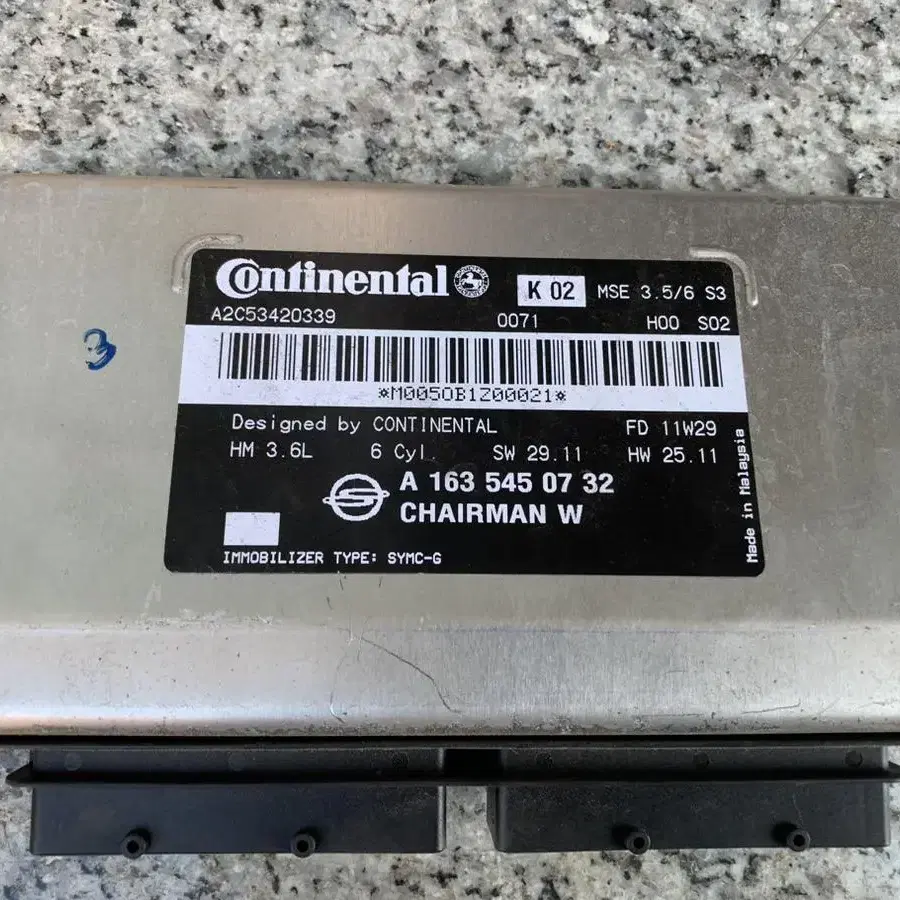 3
Continental
K 02 MSE 3.5/6 S3
A2C53420339 0071 H00 S02
*M0050B1Z00021*
Designed by CONTINENTAL FD 11W29
HM 3.6L 6 Cyl. SW 29.11 HW 25.11
A 163 545 07 32
CHAIRMAN W
IMMOBILIZER TYPE: SYMC-G
Made in Malaysia